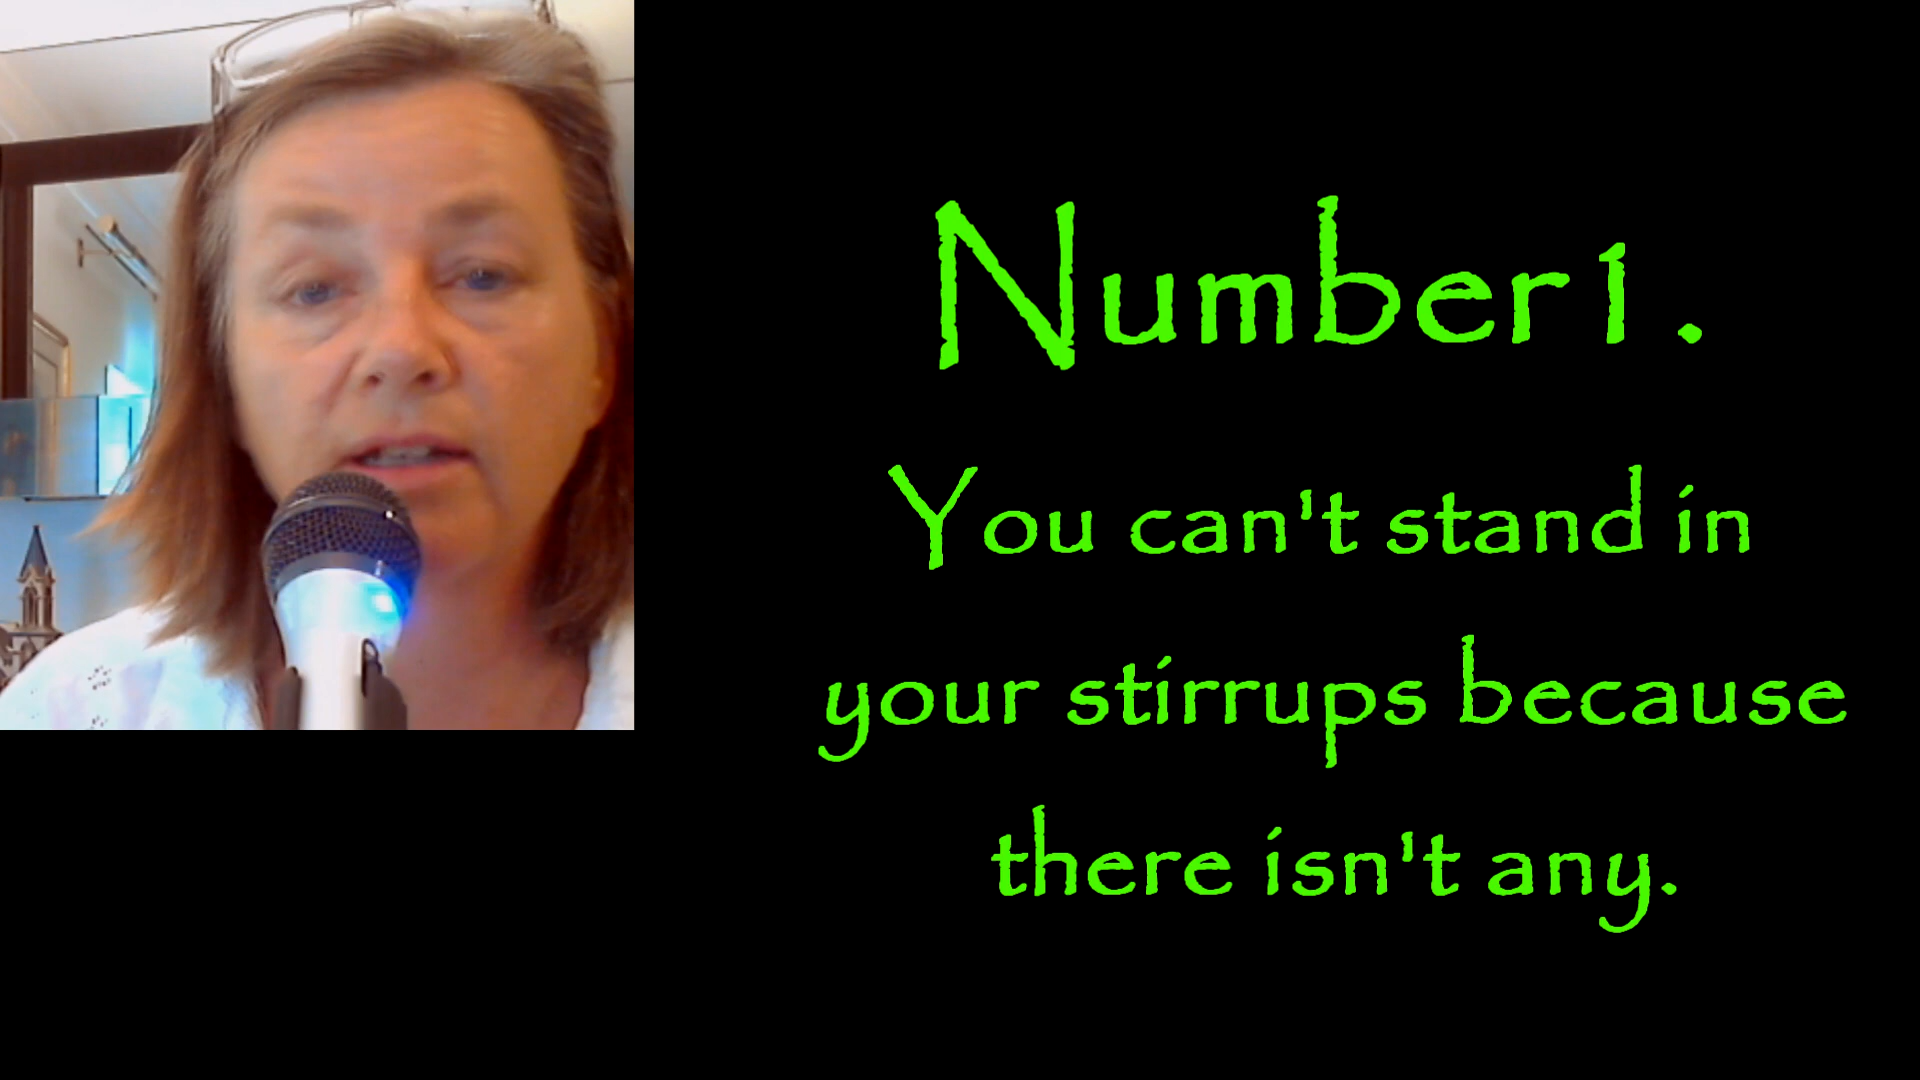 Number1.
You can't stand in
your stirrups because
there isn't any.